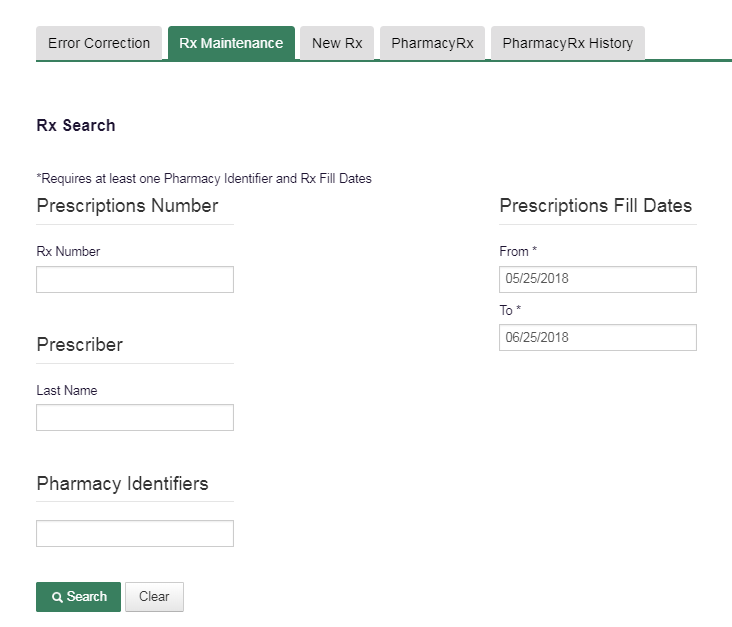 Error Correction
Rx Maintenance
New Rx
PharmacyRx
PharmacyRx History
Rx Search
*Requires at least one Pharmacy Identifier and Rx Fill Dates
Prescriptions Number
Rx Number
Prescriber
Last Name
Pharmacy Identifiers
Prescriptions Fill Dates
From *
05/25/2018
To *
06/25/2018
Search
Clear